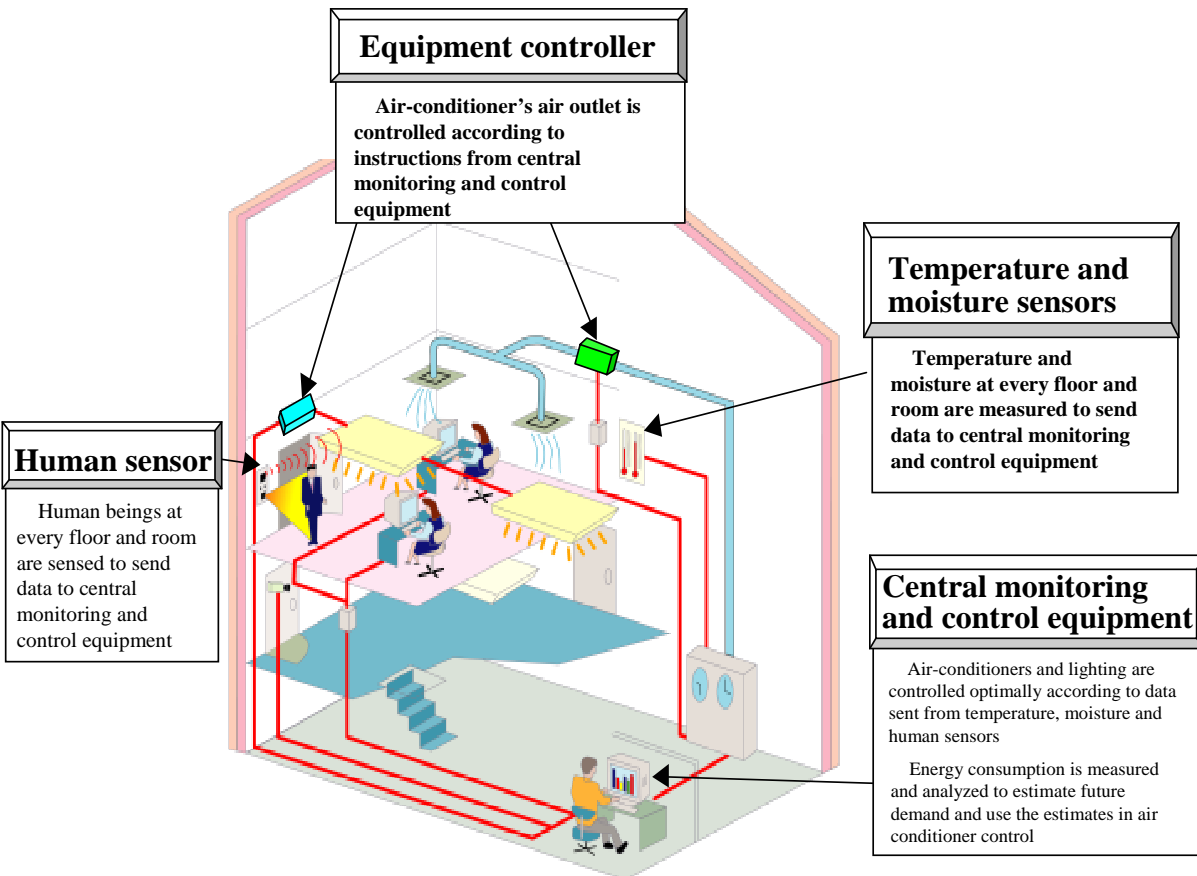 Equipment controller
Air-conditioner’s air outlet is
controlled according to
instructions from central
monitoring and control
equipment
Temperature and
moisture sensors
Temperature and
moisture at every floor and
room are measured to send
data to central monitoring
and control equipment
Human sensor
Human beings at
every floor and room
are sensed to send
data to central
monitoring and
control equipment
Central monitoring
and control equipment
Air-conditioners and lighting are
controlled optimally according to data
sent from temperature, moisture and
human sensors
Energy consumption is measured
and analyzed to estimate future
demand and use the estimates in air
conditioner control